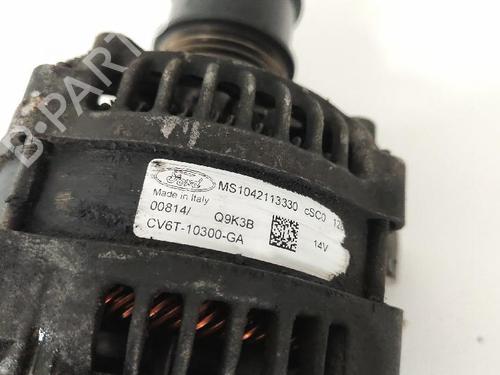 B-PARTS
Ford MS1042113330 cSC0
Made in Italy
00814/ Q9K3B
CV6T-10300-GA 14V